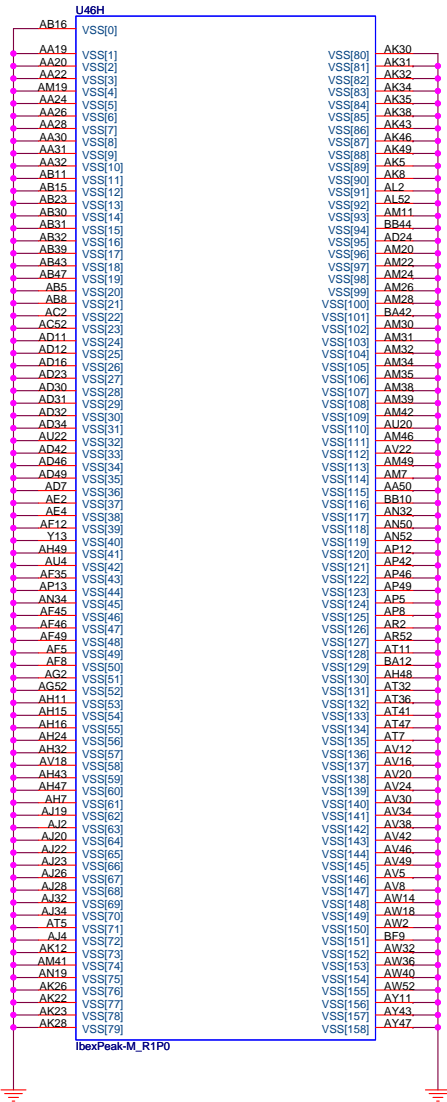 U46H
AB16 VSS[0]
AA19 VSS[1]
AA20 VSS[2]
AA22 VSS[3]
AM19 VSS[4]
AA24 VSS[5]
AA26 VSS[6]
AA28 VSS[7]
AA30 VSS[8]
AA31 VSS[9]
AA32 VSS[10]
AB11 VSS[11]
AB15 VSS[12]
AB23 VSS[13]
AB30 VSS[14]
AB31 VSS[15]
AB32 VSS[16]
AB39 VSS[17]
AB43 VSS[18]
AB47 VSS[19]
AB5 VSS[20]
AB8 VSS[21]
AC2 VSS[22]
AC52 VSS[23]
AD11 VSS[24]
AD12 VSS[25]
AD16 VSS[26]
AD23 VSS[27]
AD30 VSS[28]
AD31 VSS[29]
AD32 VSS[30]
AD34 VSS[31]
AU22 VSS[32]
AD42 VSS[33]
AD46 VSS[34]
AD49 VSS[35]
AD7 VSS[36]
AE2 VSS[37]
AE4 VSS[38]
AF12 VSS[39]
Y13 VSS[40]
AH49 VSS[41]
AU4 VSS[42]
AF35 VSS[43]
AP13 VSS[44]
AN34 VSS[45]
AF45 VSS[46]
AF46 VSS[47]
AF49 VSS[48]
AF5 VSS[49]
AF8 VSS[50]
AG2 VSS[51]
AG52 VSS[52]
AH11 VSS[53]
AH15 VSS[54]
AH16 VSS[55]
AH24 VSS[56]
AH32 VSS[57]
AV18 VSS[58]
AH43 VSS[59]
AH47 VSS[60]
AH7 VSS[61]
AJ19 VSS[62]
AJ2 VSS[63]
AJ20 VSS[64]
AJ22 VSS[65]
AJ23 VSS[66]
AJ26 VSS[67]
AJ28 VSS[68]
AJ32 VSS[69]
AJ34 VSS[70]
AT5 VSS[71]
AJ4 VSS[72]
AK12 VSS[73]
AM41 VSS[74]
AN19 VSS[75]
AK26 VSS[76]
AK22 VSS[77]
AK23 VSS[78]
AK28 VSS[79]
VSS[80] AK30
VSS[81] AK31
VSS[82] AK32
VSS[83] AK34
VSS[84] AK35
VSS[85] AK38
VSS[86] AK43
VSS[87] AK46
VSS[88] AK49
VSS[89] AK5
VSS[90] AK8
VSS[91] AL2
VSS[92] AL52
VSS[93] AM11
VSS[94] BB44
VSS[95] AD24
VSS[96] AM20
VSS[97] AM22
VSS[98] AM24
VSS[99] AM26
VSS[100] AM28
VSS[101] BA42
VSS[102] AM30
VSS[103] AM31
VSS[104] AM32
VSS[105] AM34
VSS[106] AM35
VSS[107] AM38
VSS[108] AM39
VSS[109] AM42
VSS[110] AU20
VSS[111] AM46
VSS[112] AV22
VSS[113] AM49
VSS[114] AM7
VSS[115] AA50
VSS[116] BB10
VSS[117] AN32
VSS[118] AN50
VSS[119] AN52
VSS[120] AP12
VSS[121] AP42
VSS[122] AP46
VSS[123] AP49
VSS[124] AP5
VSS[125] AP8
VSS[126] AR2
VSS[127] AR52
VSS[128] AT11
VSS[129] BA12
VSS[130] AH48
VSS[131] AT32
VSS[132] AT36
VSS[133] AT41
VSS[134] AT47
VSS[135] AT7
VSS[136] AV12
VSS[137] AV16
VSS[138] AV20
VSS[139] AV24
VSS[140] AV30
VSS[141] AV34
VSS[142] AV38
VSS[143] AV42
VSS[144] AV46
VSS[145] AV49
VSS[146] AV5
VSS[147] AV8
VSS[148] AW14
VSS[149] AW18
VSS[150] AW2
VSS[151] BF9
VSS[152] AW32
VSS[153] AW36
VSS[154] AW40
VSS[155] AW52
VSS[156] AY11
VSS[157] AY43
VSS[158] AY47
IbexPeak-M_R1P0